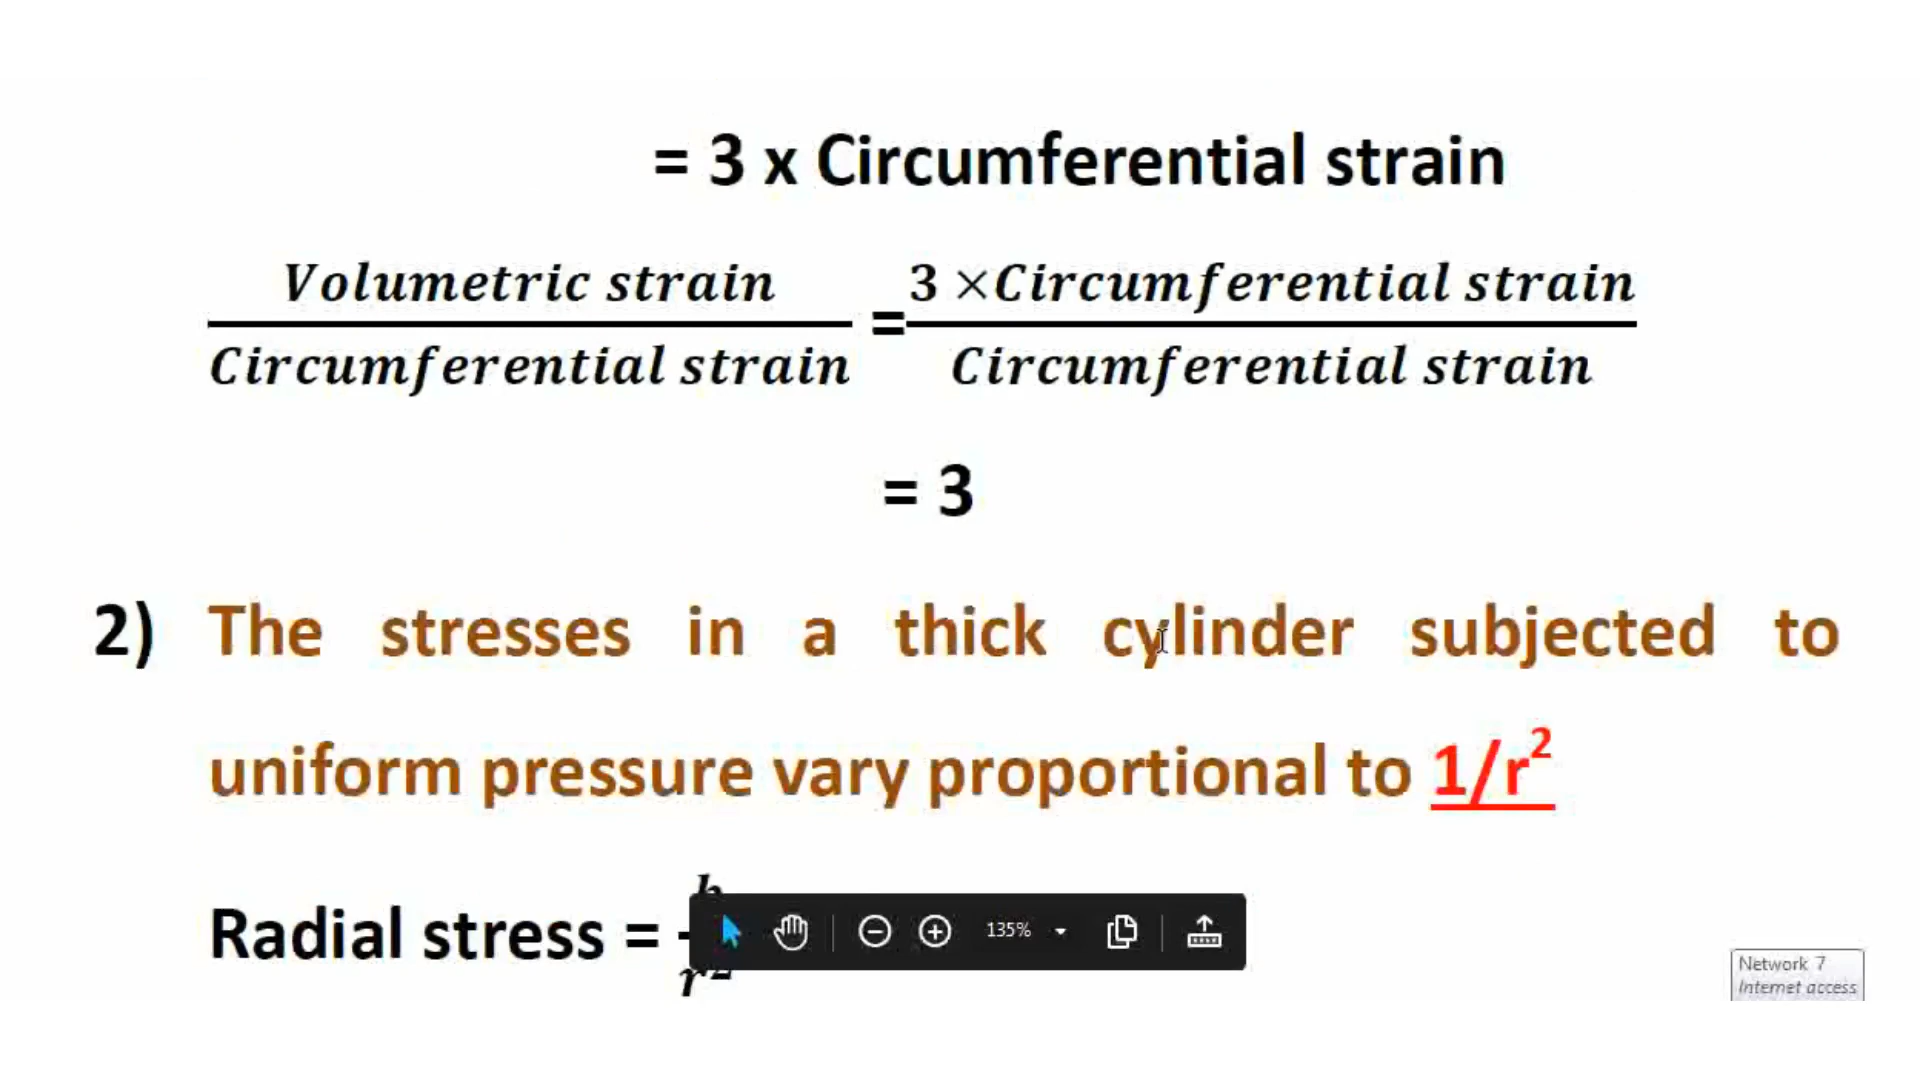 = 3 x Circumferential strain
Volumetric strain / Circumferential strain = 3 ×Circumferential strain / Circumferential strain
= 3
2) The stresses in a thick cylinder subjected to
uniform pressure vary proportional to 1/r²
Radial stress = b / r²
135%
Network 7
Internet access